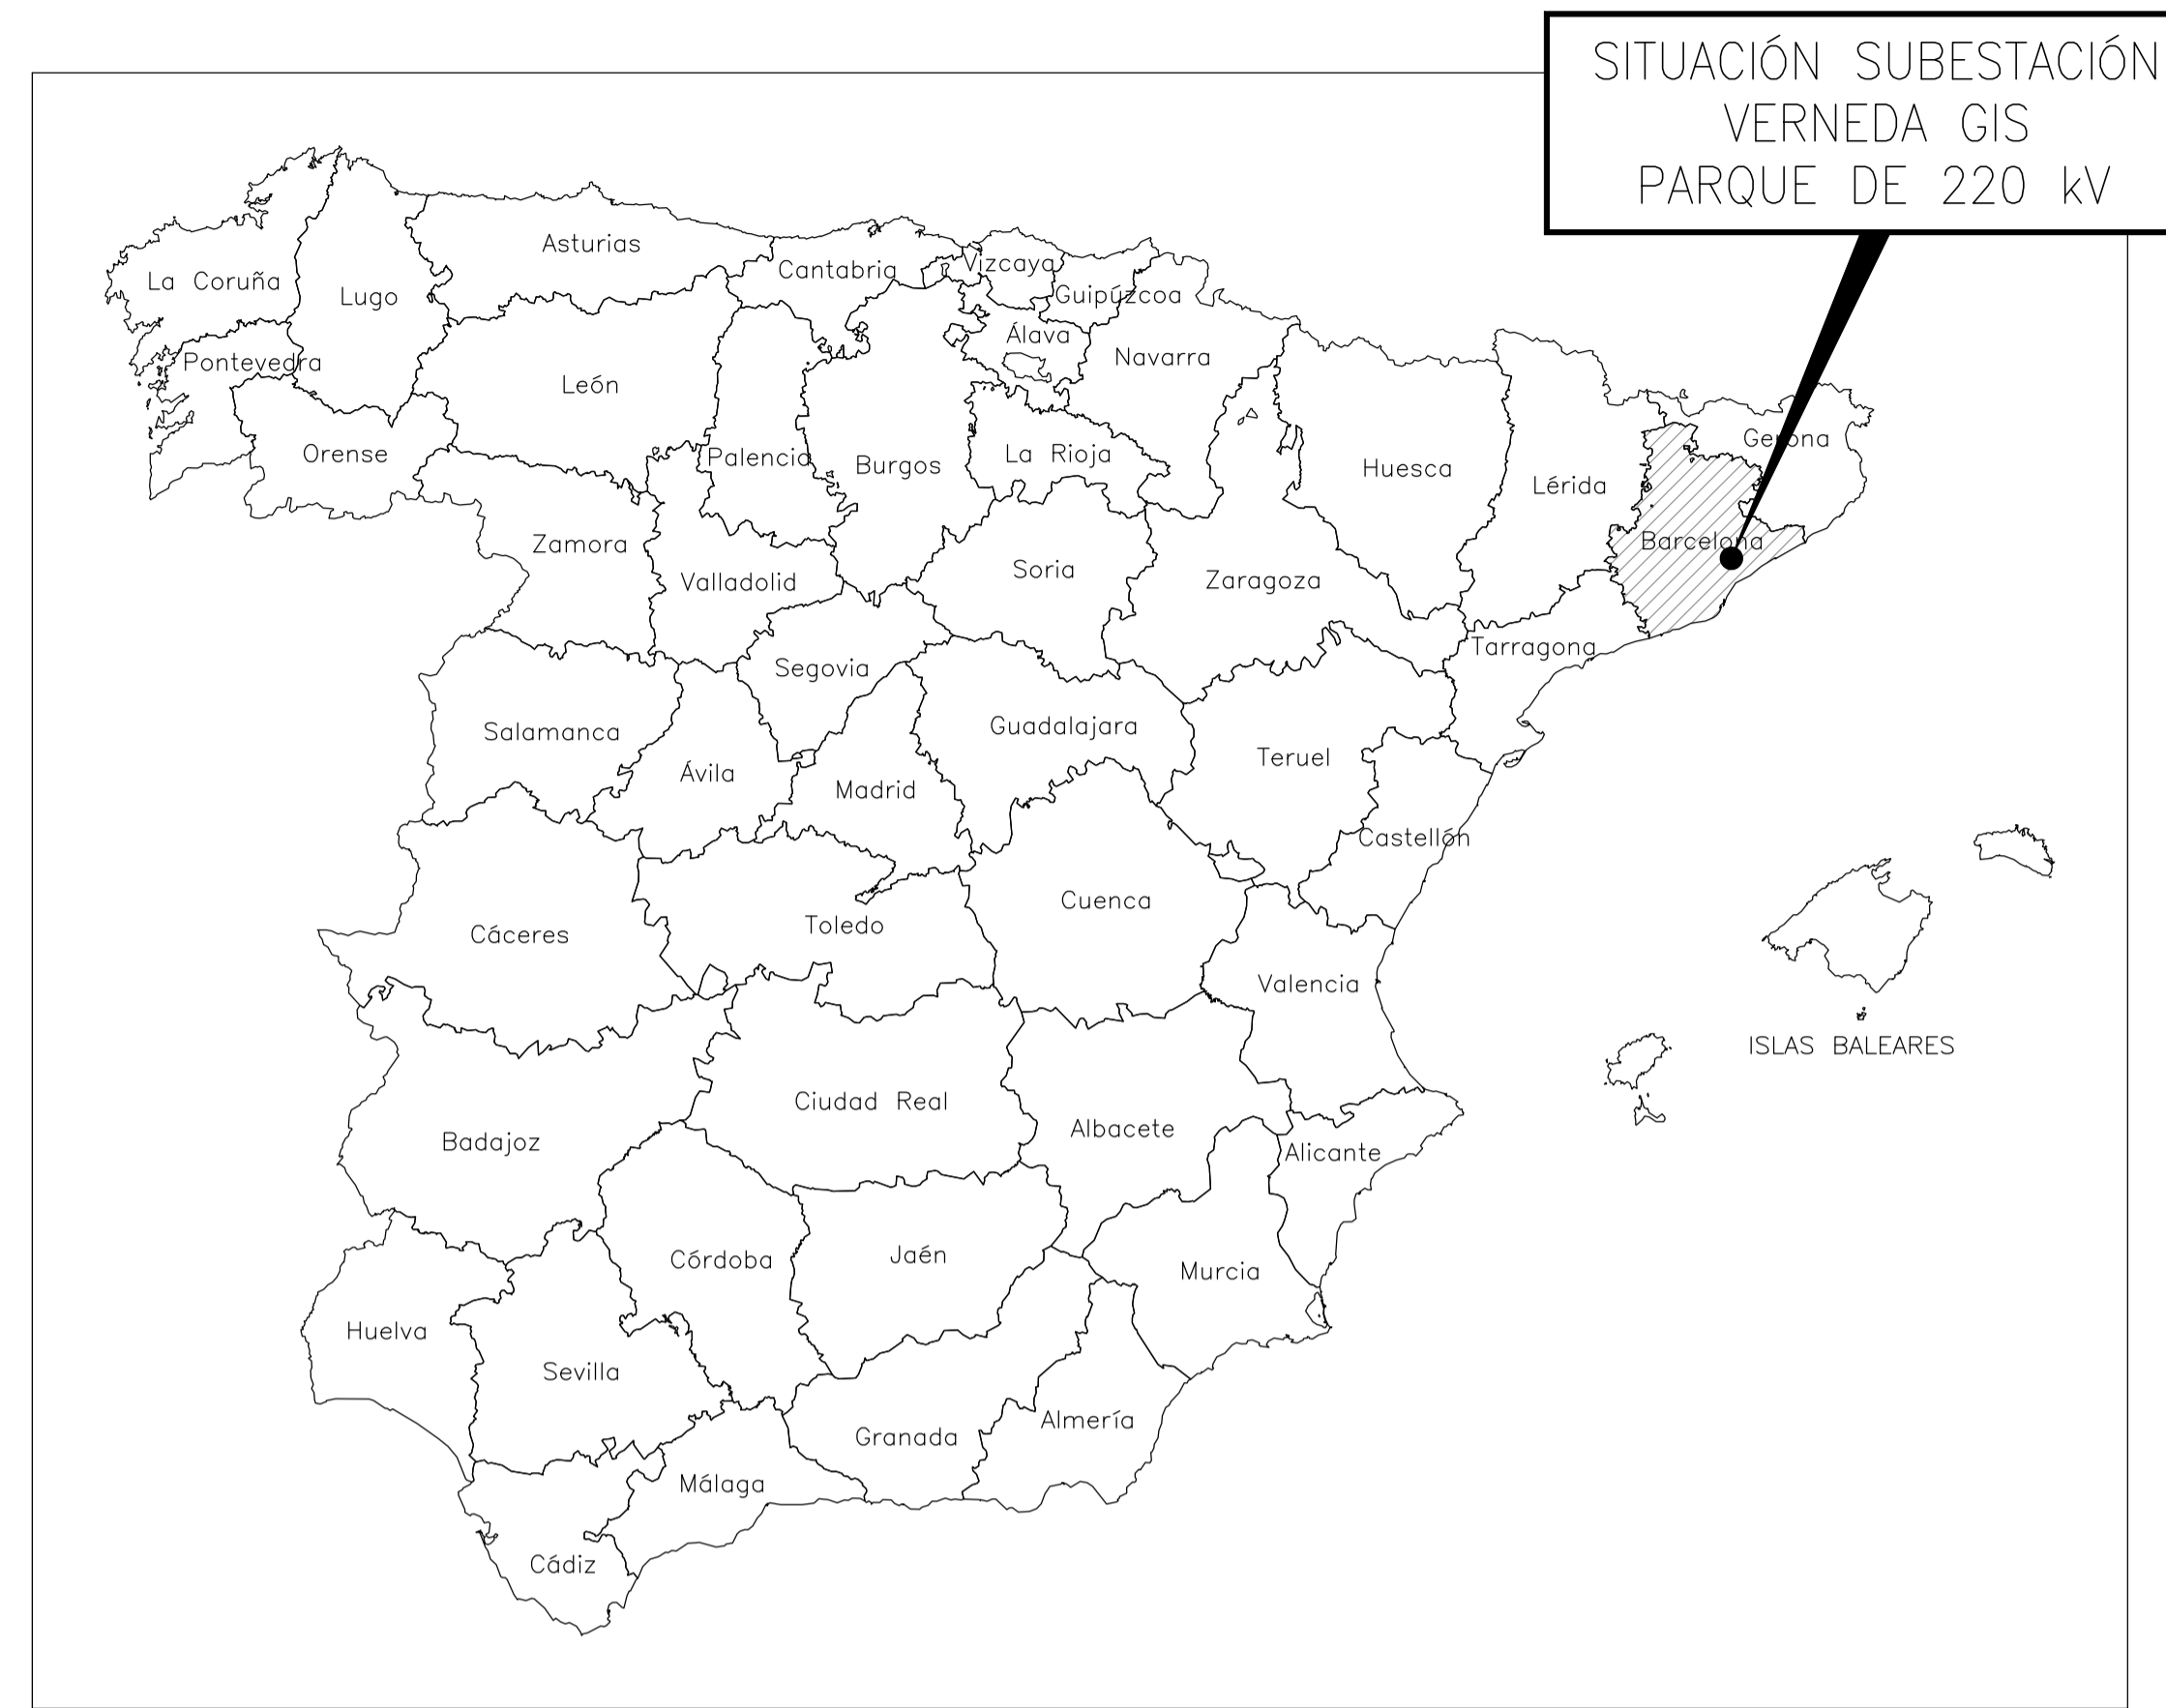 SITUACIÓN SUBESTACIÓN
VERNEDA GIS
PARQUE DE 220 kV
Asturias
Cantabria
Vizcaya
La Coruña
Lugo
Guipúzcoa
Álava
Navarra
Pontevedra
León
Gerona
Orense
Palencia
Burgos
La Rioja
Huesca
Lérida
Zamora
Barcelona
Valladolid
Soria
Zaragoza
Tarragona
Segovia
Salamanca
Guadalajara
Teruel
Ávila
Madrid
Castellón
Cuenca
Toledo
Cáceres
Valencia
ISLAS BALEARES
Ciudad Real
Albacete
Badajoz
Alicante
Córdoba
Jaén
Murcia
Huelva
Sevilla
Almería
Granada
Málaga
Cádiz